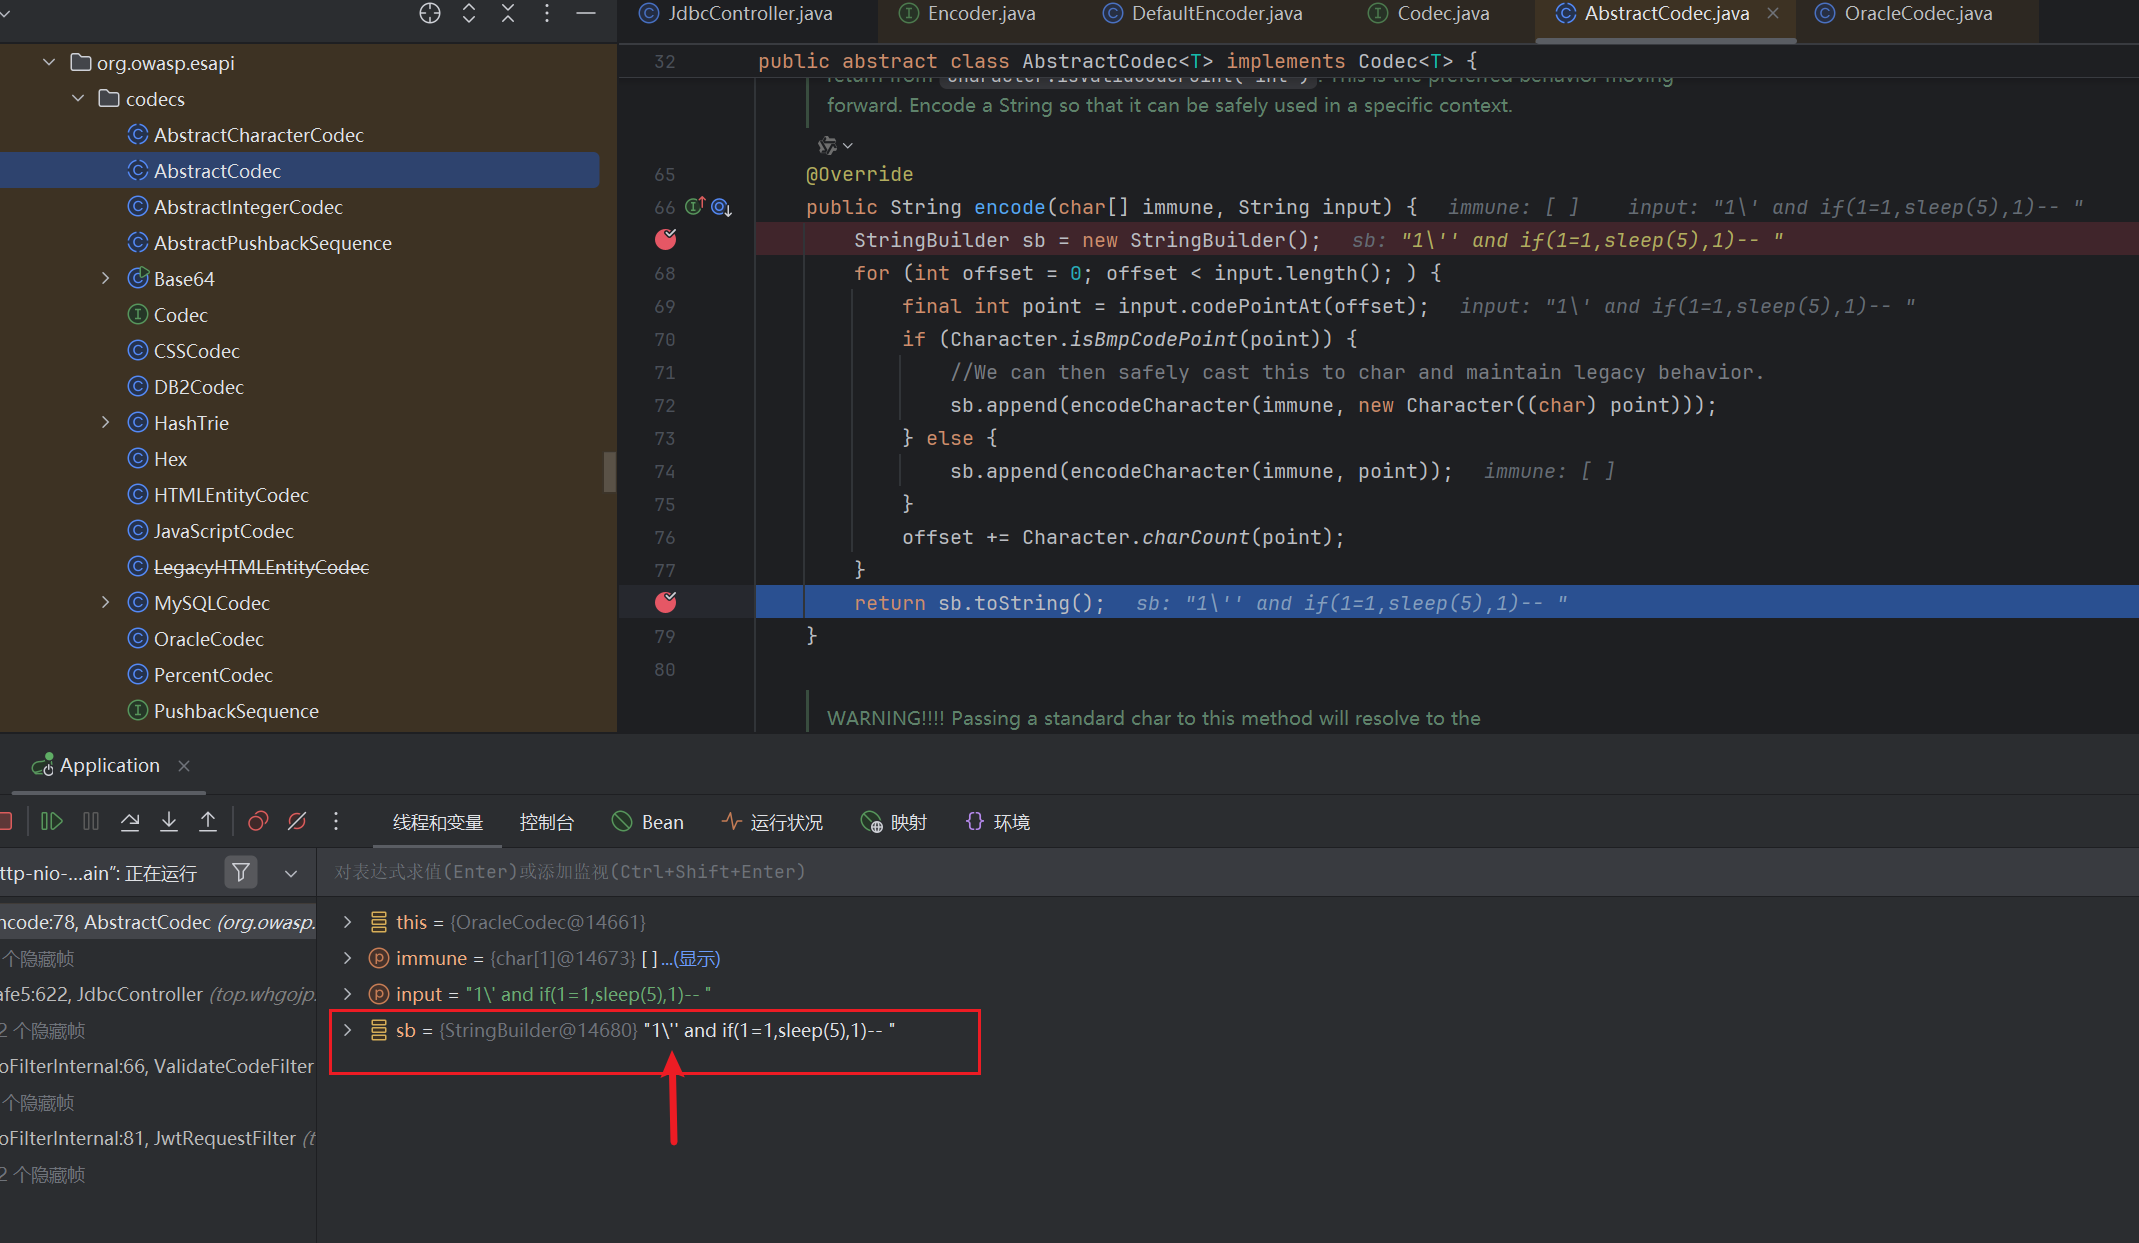 JdbcController.java
Encoder.java
DefaultEncoder.java
Codec.java
AbstractCodec.java
OracleCodec.java
org.owasp.esapi
codecs
AbstractCharacterCodec
AbstractCodec
AbstractIntegerCodec
AbstractPushbackSequence
Base64
Codec
CSSCodec
DB2Codec
HashTrie
Hex
HTMLEntityCodec
JavaScriptCodec
LegacyHTMLEntityCodec
MySQLCodec
OracleCodec
PercentCodec
PushbackSequence
32 public abstract class AbstractCodec<T> implements Codec<T> {
return from Character.isValidCodePoint( int ) . This is the preferred behavior moving
forward. Encode a String so that it can be safely used in a specific context.
65 @Override
66 public String encode(char[] immune, String input) { immune: [ ] input: "1\' and if(1=1,sleep(5),1)-- "
StringBuilder sb = new StringBuilder(); sb: "1\'' and if(1=1,sleep(5),1)-- "
68 for (int offset = 0; offset < input.length(); ) {
69 final int point = input.codePointAt(offset); input: "1\' and if(1=1,sleep(5),1)-- "
70 if (Character.isBmpCodePoint(point)) {
71 //We can then safely cast this to char and maintain legacy behavior.
72 sb.append(encodeCharacter(immune, new Character((char) point)));
73 } else {
74 sb.append(encodeCharacter(immune, point)); immune: [ ]
75 }
76 offset += Character.charCount(point);
77 }
return sb.toString(); sb: "1\'' and if(1=1,sleep(5),1)-- "
79 }
80
WARNING!!!! Passing a standard char to this method will resolve to the
Application
线程和变量 控制台 Bean 运行状况 映射 环境
ttp-nio-...ain": 正在运行
对表达式求值(Enter)或添加监视(Ctrl+Shift+Enter)
ncode:78, AbstractCodec (org.owasp.
个隐藏帧
afe5:622, JdbcController (top.whgojp.
2 个隐藏帧
oFilterInternal:66, ValidateCodeFilter
个隐藏帧
oFilterInternal:81, JwtRequestFilter (t
2 个隐藏帧
this = {OracleCodec@14661}
immune = {char[1]@14673} [ ]...(显示)
input = "1\' and if(1=1,sleep(5),1)-- "
sb = {StringBuilder@14680} "1\'' and if(1=1,sleep(5),1)-- "